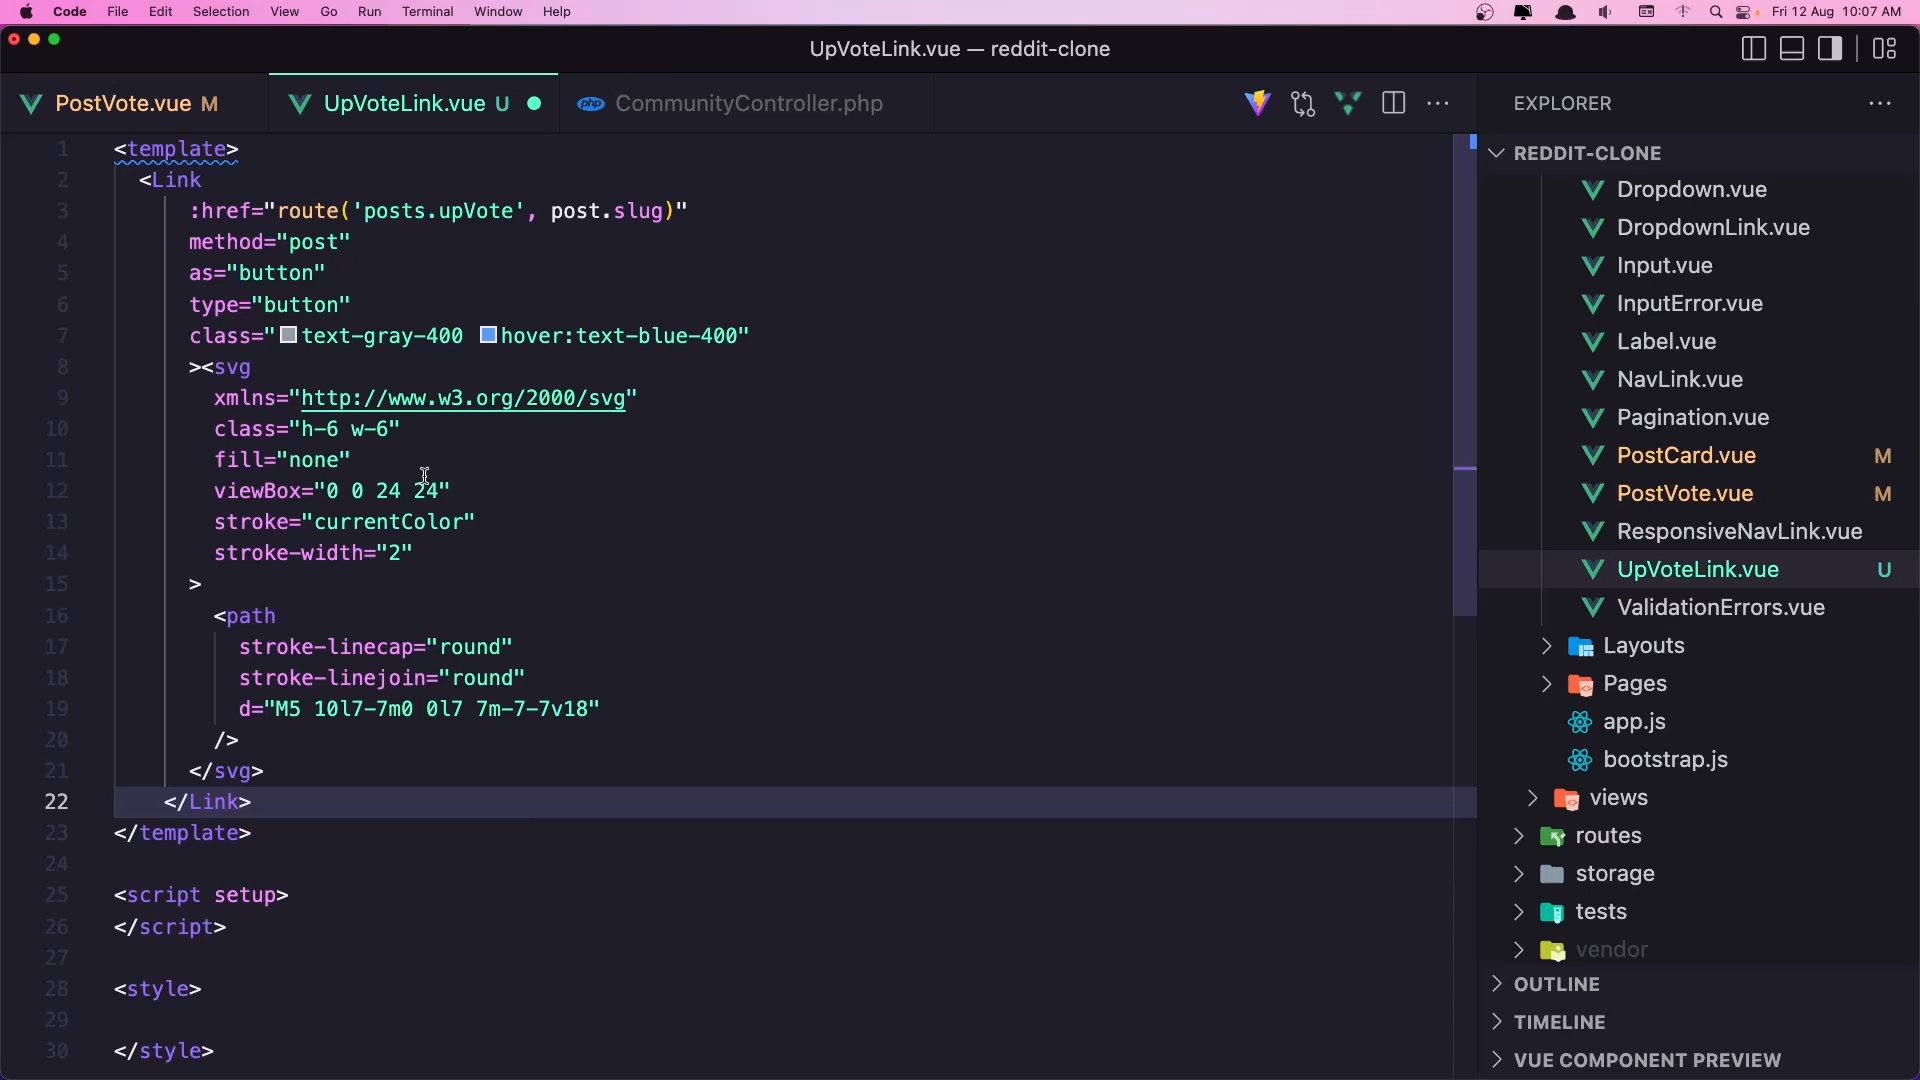 Code File Edit Selection View Go Run Terminal Window Help Fri 12 Aug 10:07 AM
UpVoteLink.vue — reddit-clone
PostVote.vue M UpVoteLink.vue U php CommunityController.php
EXPLORER
REDDIT-CLONE
1 <template>
2 <Link
3 :href="route('posts.upVote', post.slug)"
4 method="post"
5 as="button"
6 type="button"
7 class="text-gray-400 hover:text-blue-400"
8 ><svg
9 xmlns="http://www.w3.org/2000/svg"
10 class="h-6 w-6"
11 fill="none"
12 viewBox="0 0 24 24"
13 stroke="currentColor"
14 stroke-width="2"
15 >
16 <path
17 stroke-linecap="round"
18 stroke-linejoin="round"
19 d="M5 10l7-7m0 0l7 7m-7-7v18"
20 />
21 </svg>
22 </Link>
23 </template>
24
25 <script setup>
26 </script>
27
28 <style>
29
30 </style>
Dropdown.vue
DropdownLink.vue
Input.vue
InputError.vue
Label.vue
NavLink.vue
Pagination.vue
PostCard.vue M
PostVote.vue M
ResponsiveNavLink.vue
UpVoteLink.vue U
ValidationErrors.vue
Layouts
Pages
app.js
bootstrap.js
views
routes
storage
tests
vendor
OUTLINE
TIMELINE
VUE COMPONENT PREVIEW